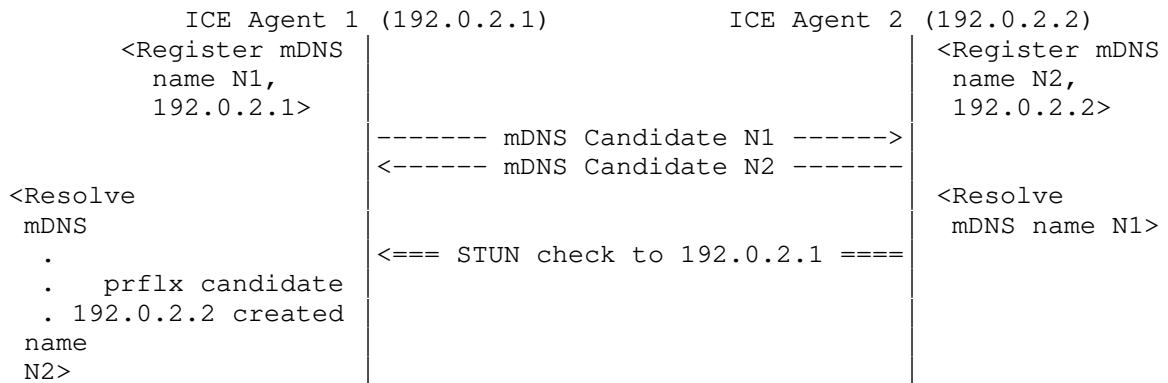 ICE Agent 1 (192.0.2.1) ICE Agent 2 (192.0.2.2)
<Register mDNS | | <Register mDNS
name N1, | | name N2,
192.0.2.1> | | 192.0.2.2>
|------- mDNS Candidate N1 ------>|
|<------ mDNS Candidate N2 -------|
<Resolve | | <Resolve
mDNS | | mDNS name N1>
. |<=== STUN check to 192.0.2.1 ====|
. prflx candidate | |
. 192.0.2.2 created | |
name | |
N2> | |